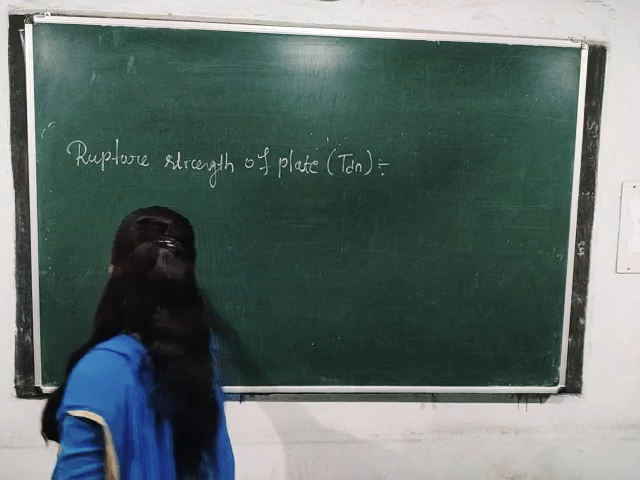 Rupture strength of plate (Tdn) :-